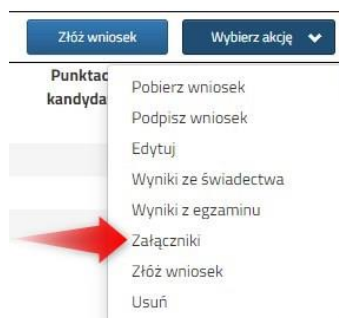 Złóż wniosek
Wybierz akcję
Punktac
kandyda
Pobierz wniosek
Podpisz wniosek
Edytuj
Wyniki ze świadectwa
Wyniki z egzaminu
Załączniki
Złóż wniosek
Usuń